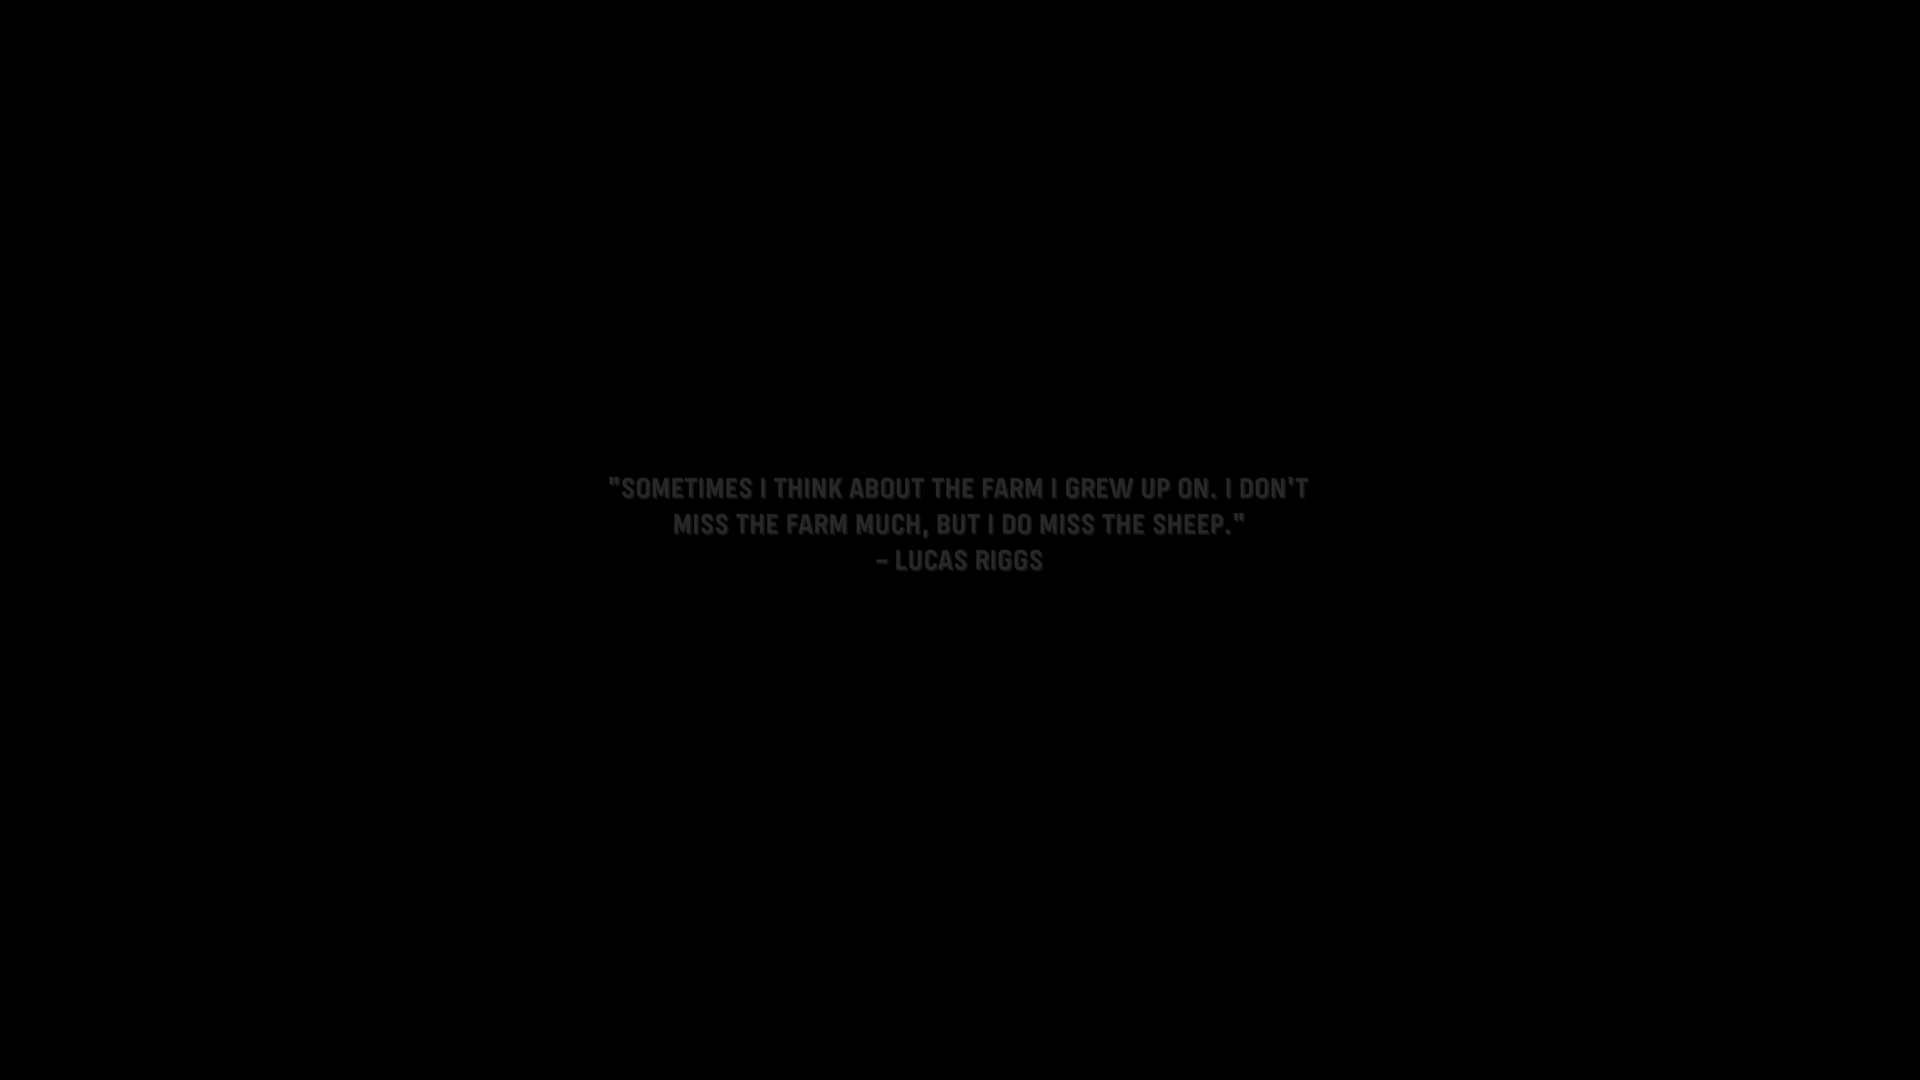 "SOMETIMES I THINK ABOUT THE FARM I GREW UP ON. I DON'T
MISS THE FARM MUCH, BUT I DO MISS THE SHEEP."
– LUCAS RIGGS